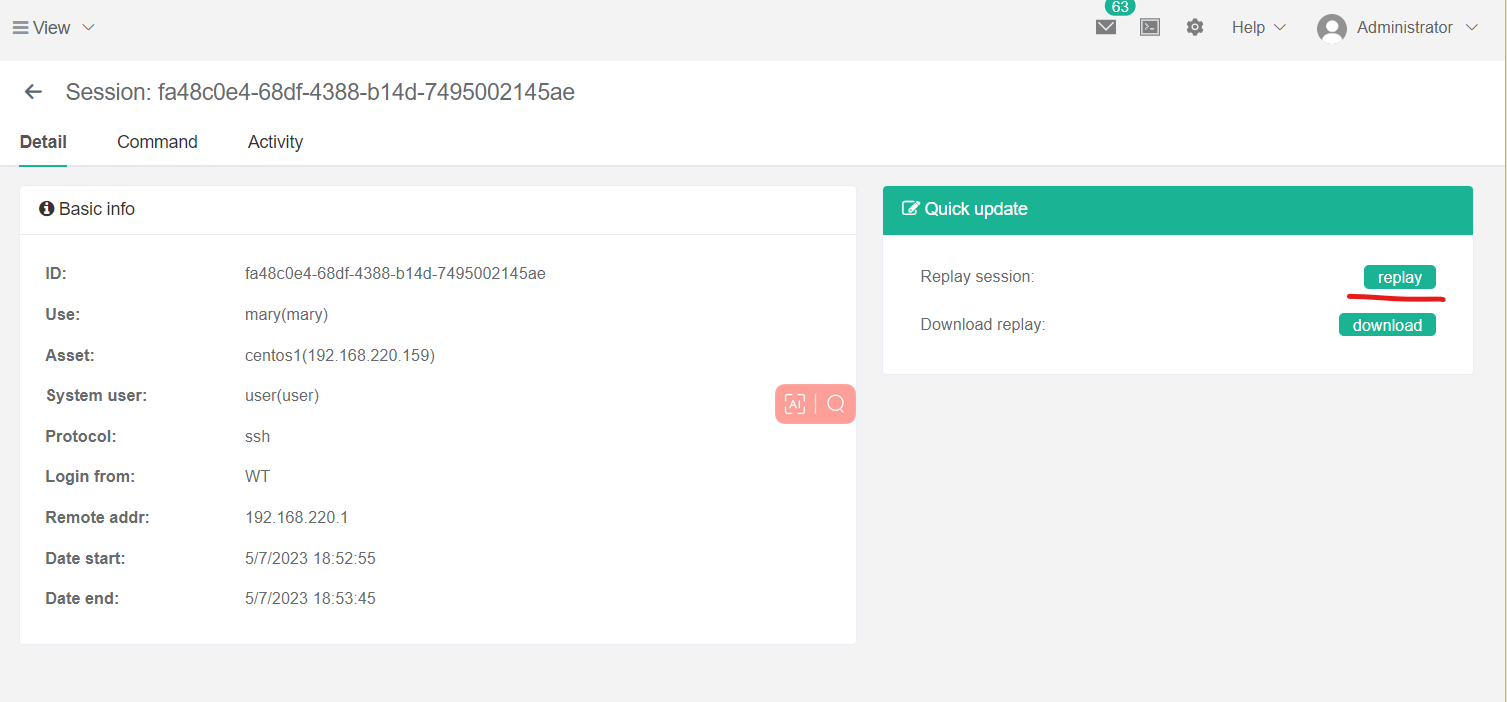 View
63
Help
Administrator
Session: fa48c0e4-68df-4388-b14d-7495002145ae
Detail Command Activity
Basic info
ID: fa48c0e4-68df-4388-b14d-7495002145ae
Use: mary(mary)
Asset: centos1(192.168.220.159)
System user: user(user)
Protocol: ssh
Login from: WT
Remote addr: 192.168.220.1
Date start: 5/7/2023 18:52:55
Date end: 5/7/2023 18:53:45
Quick update
Replay session: replay
Download replay: download
AI